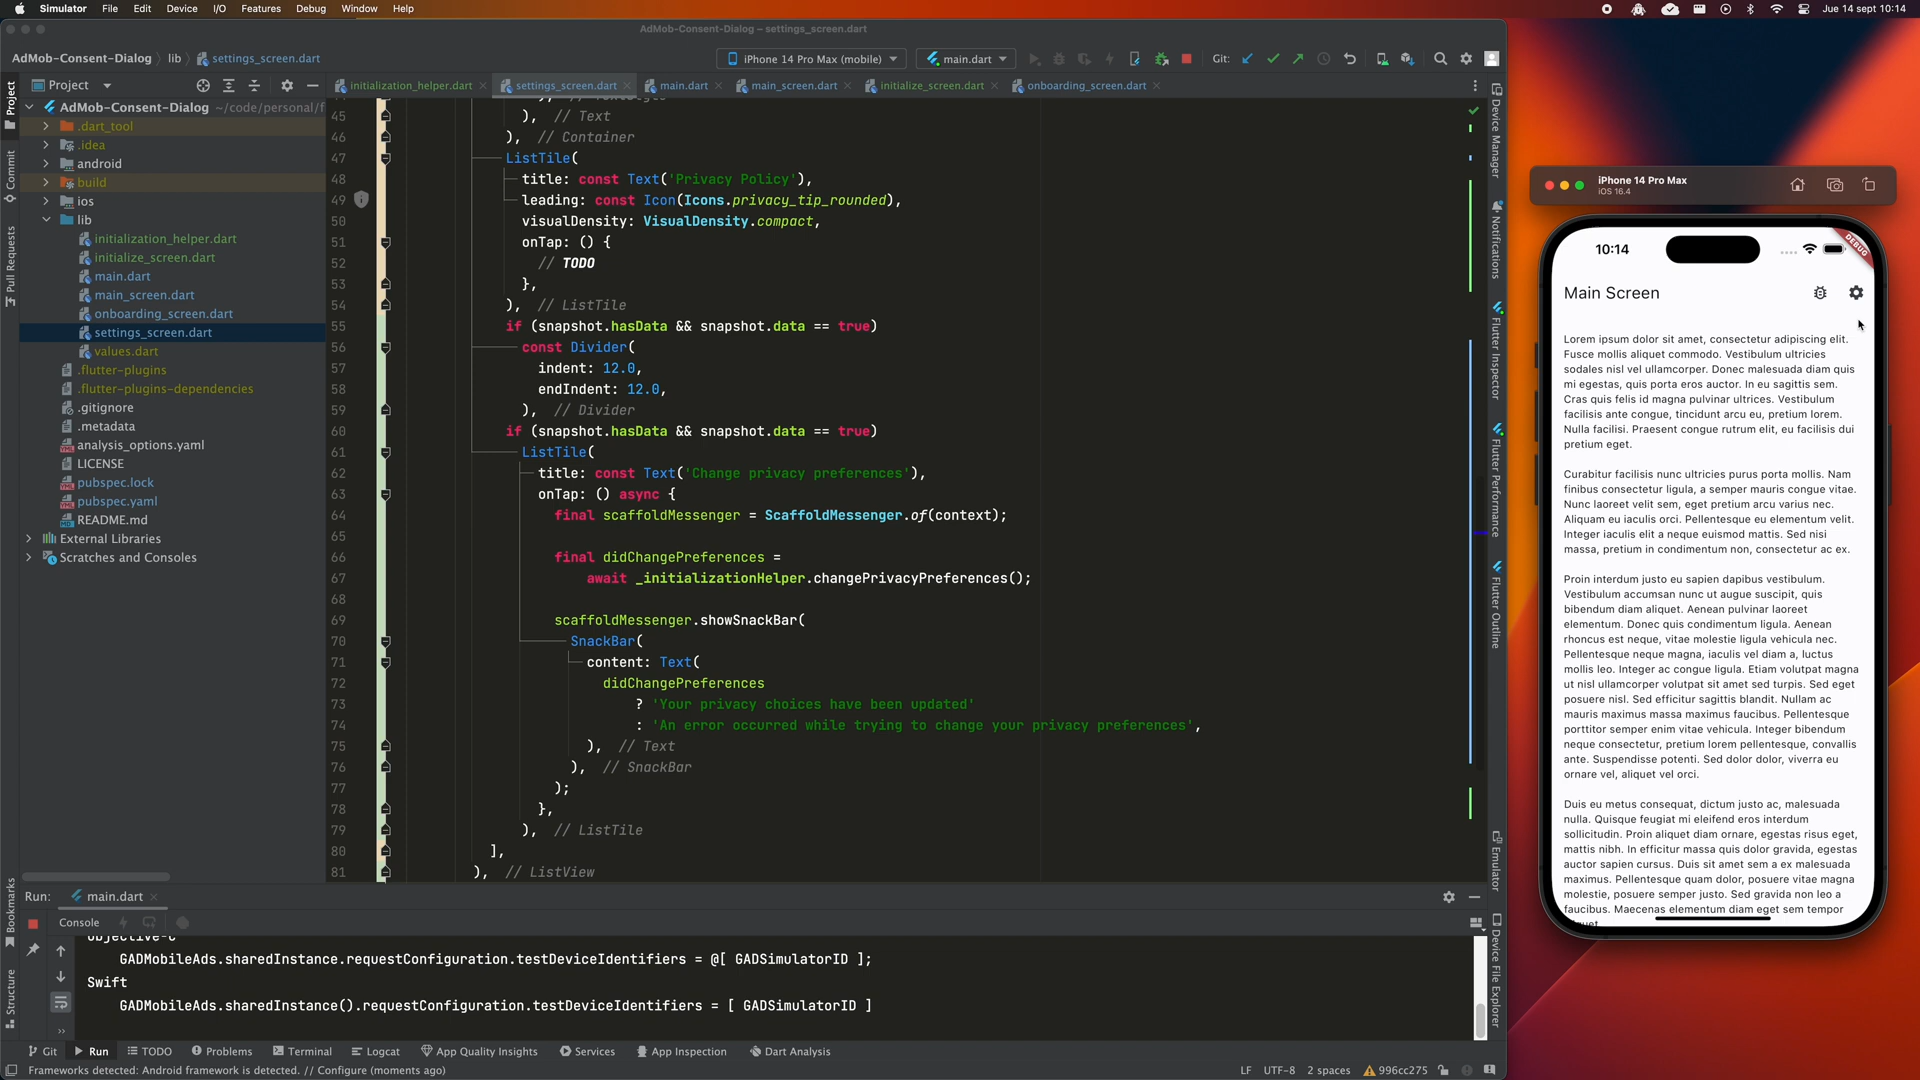 Simulator File Edit Device I/O Features Debug Window Help
Jue 14 sept 10:14
AdMob-Consent-Dialog – settings_screen.dart
AdMob-Consent-Dialog lib settings_screen.dart
iPhone 14 Pro Max (mobile) main.dart Git:
Project
initialization_helper.dart settings_screen.dart main.dart main_screen.dart initialize_screen.dart onboarding_screen.dart
AdMob-Consent-Dialog ~/code/personal/f
.dart_tool
.idea
android
build
ios
lib
initialization_helper.dart
initialize_screen.dart
main.dart
main_screen.dart
onboarding_screen.dart
settings_screen.dart
values.dart
.flutter-plugins
.flutter-plugins-dependencies
.gitignore
.metadata
analysis_options.yaml
LICENSE
pubspec.lock
pubspec.yaml
README.md
External Libraries
Scratches and Consoles
Project
Commit
Pull Requests
Bookmarks
Structure
45 ), // Text
46 ), // Container
47 ListTile(
48 title: const Text('Privacy Policy'),
49 leading: const Icon(Icons.privacy_tip_rounded),
50 visualDensity: VisualDensity.compact,
51 onTap: () {
52 // TODO
53 },
54 ), // ListTile
55 if (snapshot.hasData && snapshot.data == true)
56 const Divider(
57 indent: 12.0,
58 endIndent: 12.0,
59 ), // Divider
60 if (snapshot.hasData && snapshot.data == true)
61 ListTile(
62 title: const Text('Change privacy preferences'),
63 onTap: () async {
64 final scaffoldMessenger = ScaffoldMessenger.of(context);
65
66 final didChangePreferences =
67 await _initializationHelper.changePrivacyPreferences();
68
69 scaffoldMessenger.showSnackBar(
70 SnackBar(
71 content: Text(
72 didChangePreferences
73 ? 'Your privacy choices have been updated'
74 : 'An error occurred while trying to change your privacy preferences',
75 ), // Text
76 ), // SnackBar
77 );
78 },
79 ), // ListTile
80 ],
81 ), // ListView
Device Manager
Notifications
Flutter Inspector
Flutter Performance
Flutter Outline
Emulator
Device File Explorer
Run: main.dart
Console
Objective-C
GADMobileAds.sharedInstance.requestConfiguration.testDeviceIdentifiers = @[ GADSimulatorID ];
Swift
GADMobileAds.sharedInstance().requestConfiguration.testDeviceIdentifiers = [ GADSimulatorID ]
Git Run TODO Problems Terminal Logcat App Quality Insights Services App Inspection Dart Analysis
Frameworks detected: Android framework is detected. // Configure (moments ago)
LF UTF-8 2 spaces 996cc275
iPhone 14 Pro Max
iOS 16.4
10:14
DEBUG
Main Screen
Lorem ipsum dolor sit amet, consectetur adipiscing elit.
Fusce mollis aliquet commodo. Vestibulum ultricies
sodales nisl vel ullamcorper. Donec malesuada diam quis
mi egestas, quis porta eros auctor. In eu sagittis sem.
Cras quis felis id magna pulvinar ultrices. Vestibulum
facilisis ante congue, tincidunt arcu eu, pretium lorem.
Nulla facilisi. Praesent congue rutrum elit, eu facilisis dui
pretium eget.
Curabitur facilisis nunc ultricies purus porta mollis. Nam
finibus consectetur ligula, a semper mauris congue vitae.
Nunc laoreet velit sem, eget pretium arcu varius nec.
Aliquam eu iaculis orci. Pellentesque eu elementum velit.
Integer iaculis elit a neque euismod mattis. Sed nisi
massa, pretium in condimentum non, consectetur ac ex.
Proin interdum justo eu sapien dapibus vestibulum.
Vestibulum accumsan nunc ut augue suscipit, quis
bibendum diam aliquet. Aenean pulvinar laoreet
elementum. Donec quis condimentum ligula. Aenean
rhoncus est neque, vitae molestie ligula vehicula nec.
Pellentesque neque magna, iaculis vel diam a, luctus
mollis leo. Integer ac congue ligula. Etiam volutpat magna
ut nisl ullamcorper volutpat sit amet sed turpis. Sed eget
posuere nisl. Sed efficitur sagittis blandit. Nullam ac
mauris maximus massa maximus faucibus. Pellentesque
porttitor semper enim vitae vehicula. Integer bibendum
neque consectetur, pretium lorem pellentesque, convallis
ante. Suspendisse potenti. Sed dolor dolor, viverra eu
ornare vel, aliquet vel orci.
Duis eu metus consequat, dictum justo ac, malesuada
nulla. Quisque feugiat mi eleifend eros interdum
sollicitudin. Proin aliquet diam ornare, egestas risus eget,
mattis nibh. In efficitur massa quis dolor gravida, egestas
auctor sapien cursus. Duis sit amet sem a ex malesuada
maximus. Pellentesque quam dolor, posuere vitae magna
molestie, posuere semper justo. Sed gravida non leo a
faucibus. Maecenas elementum diam eget sem tempor